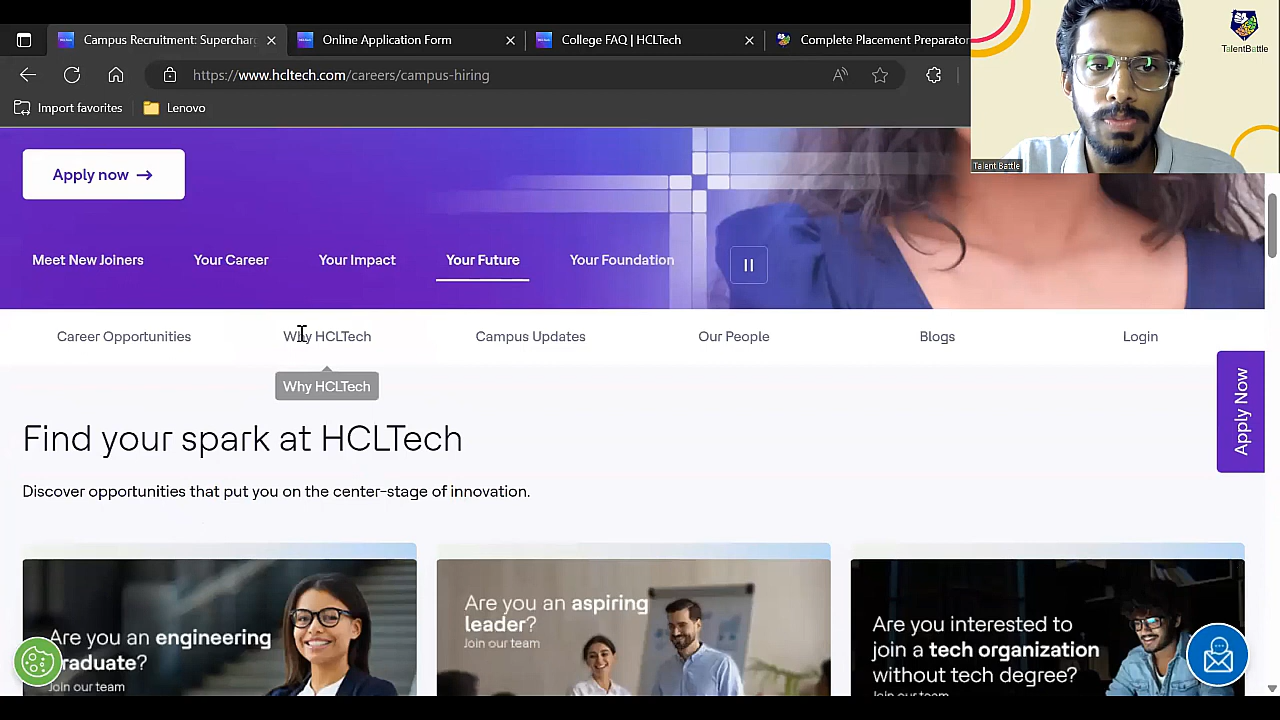 Campus Recruitment: Supercharg
Online Application Form
College FAQ | HCLTech
Complete Placement Preparator
TalentBattle
https://www.hcltech.com/careers/campus-hiring
Import favorites
Lenovo
Talent Battle
Apply now →
Meet New Joiners
Your Career
Your Impact
Your Future
Your Foundation
Career Opportunities
Why HCLTech
Campus Updates
Our People
Blogs
Login
Why HCLTech
Apply Now
Find your spark at HCLTech
Discover opportunities that put you on the center-stage of innovation.
Are you an engineering
graduate?
Join our team
Are you an aspiring
leader?
Join our team
Are you interested to
join a tech organization
without tech degree?
Join our team